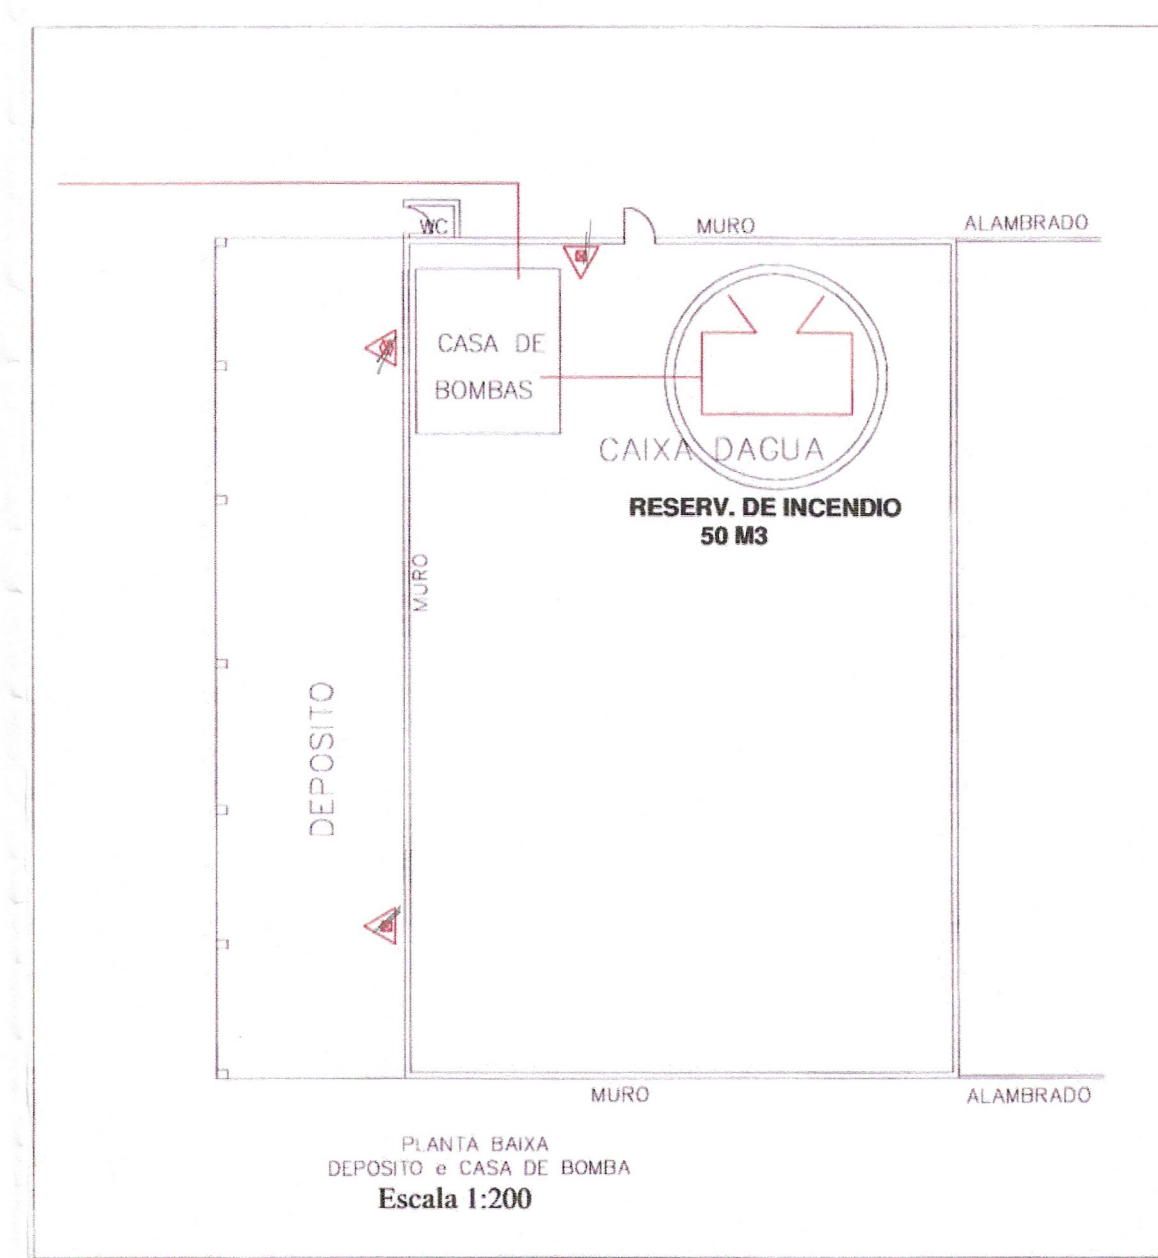 WC
MURO
ALAMBRADO
CASA DE
BOMBAS
CAIXA DAGUA
RESERV. DE INCENDIO
50 M3
MURO
DEPOSITO
MURO
ALAMBRADO
PLANTA BAIXA
DEPOSITO e CASA DE BOMBA
Escala 1:200